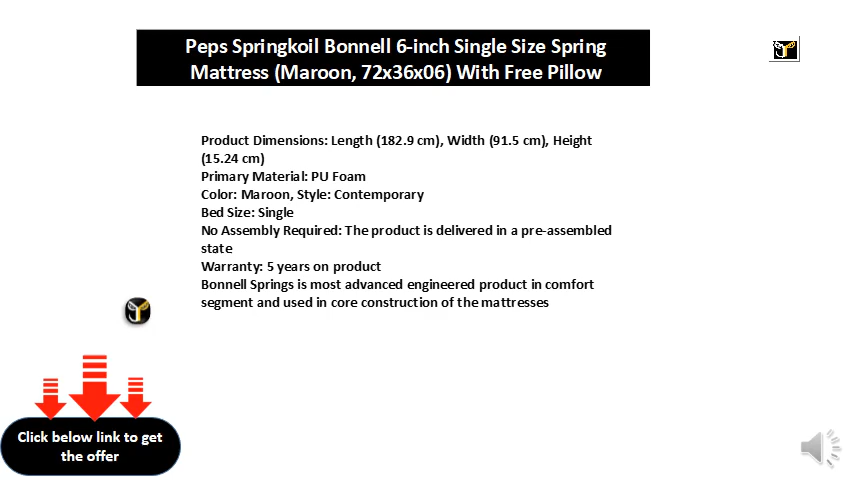 Peps Springkoil Bonnell 6-inch Single Size Spring
Mattress (Maroon, 72x36x06) With Free Pillow
Product Dimensions: Length (182.9 cm), Width (91.5 cm), Height
(15.24 cm)
Primary Material: PU Foam
Color: Maroon, Style: Contemporary
Bed Size: Single
No Assembly Required: The product is delivered in a pre-assembled
state
Warranty: 5 years on product
Bonnell Springs is most advanced engineered product in comfort
segment and used in core construction of the mattresses
Click below link to get
the offer